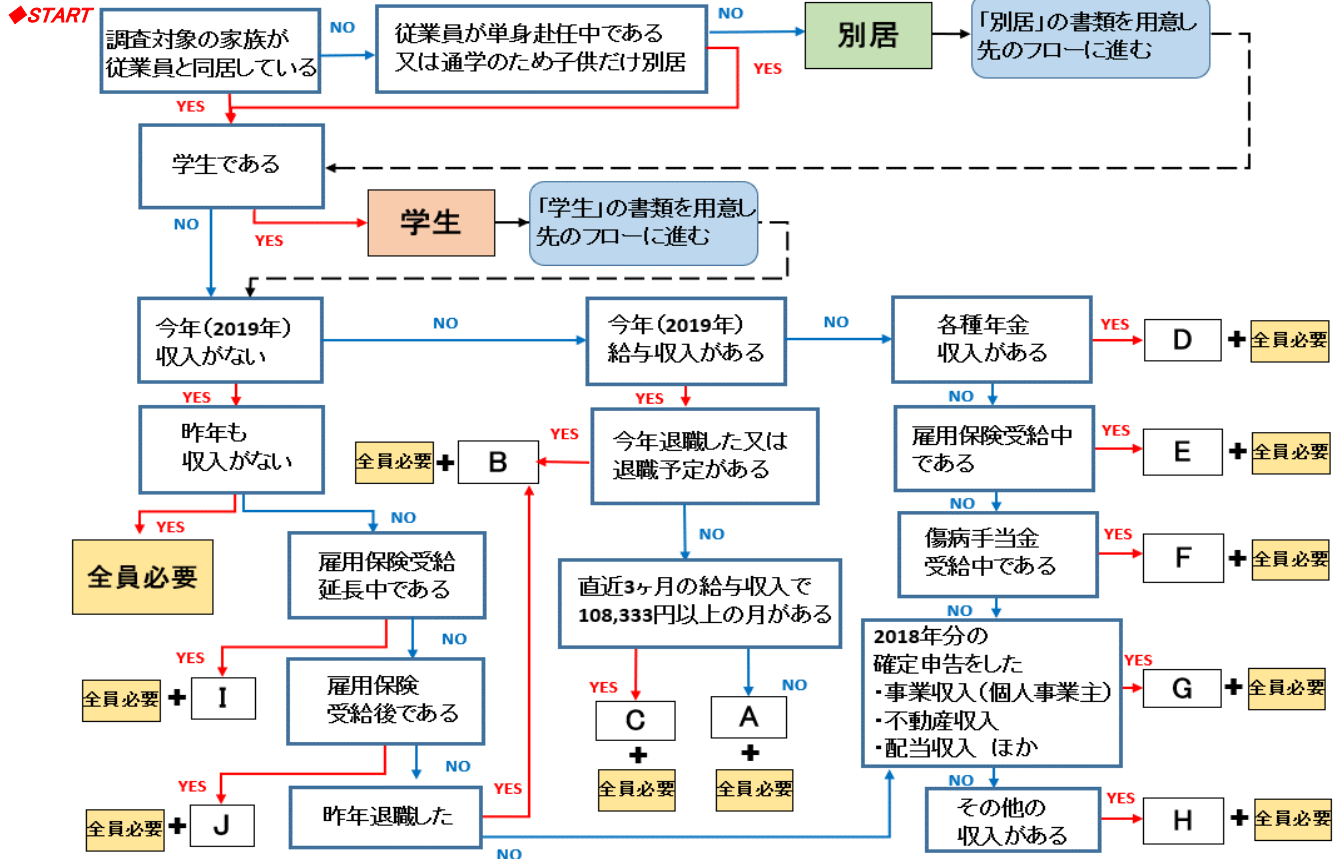 ◆START
調査対象の家族が
従業員と同居している
NO
従業員が単身赴任中である
又は通学のため子供だけ別居
NO
別居
「別居」の書類を用意し
先のフローに進む
YES
YES
学生である
NO
YES
学生
「学生」の書類を用意し
先のフローに進む
今年(2019年)
収入がない
NO
今年(2019年)
給与収入がある
NO
各種年金
収入がある
YES
D
+
全員必要
YES
昨年も
収入がない
YES
今年退職した又は
退職予定がある
YES
B
+
全員必要
NO
雇用保険受給中
である
YES
E
+
全員必要
YES
全員必要
NO
雇用保険受給
延長中である
NO
直近3ヶ月の給与収入で
108,333円以上の月がある
NO
傷病手当金
受給中である
YES
F
+
全員必要
YES
全員必要
+
I
NO
雇用保険
受給後である
YES
C
+
全員必要
NO
A
+
全員必要
NO
2018年分の
確定申告をした
・事業収入(個人事業主)
・不動産収入
・配当収入 ほか
YES
G
+
全員必要
YES
全員必要
+
J
NO
昨年退職した
YES
NO
NO
その他の
収入がある
YES
H
+
全員必要